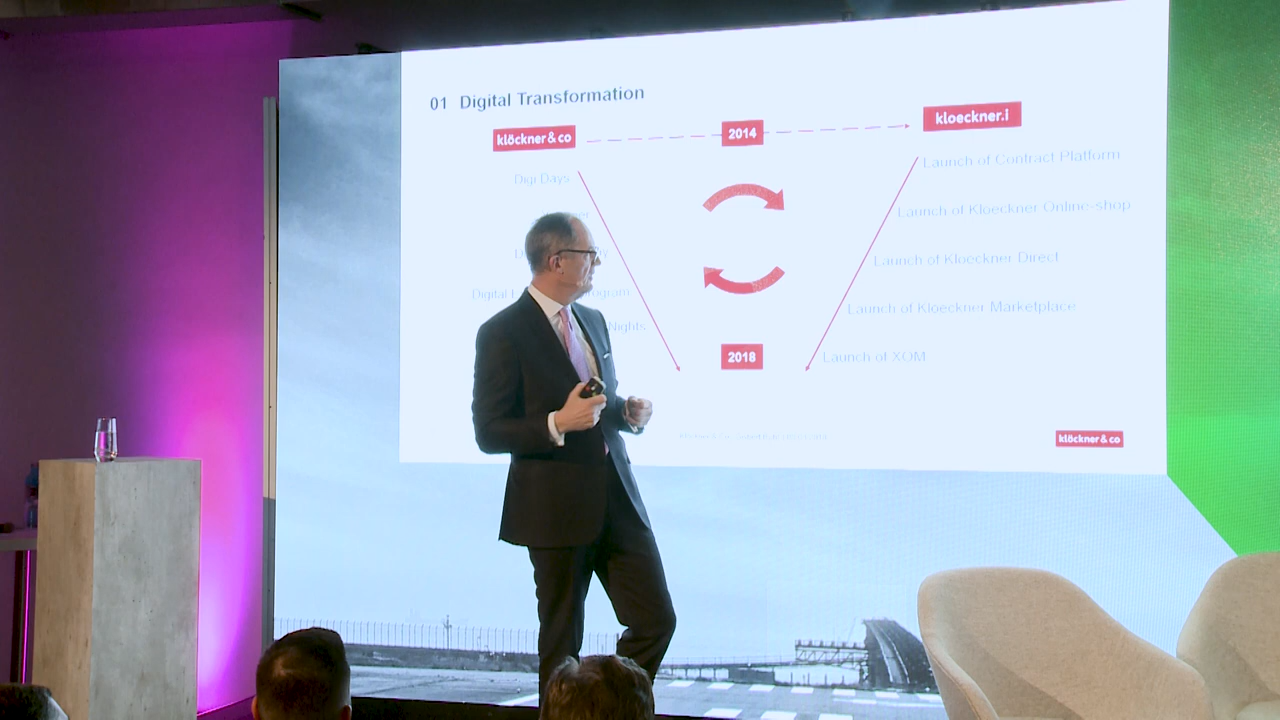 01 Digital Transformation
klöckner & co
2014
kloeckner.i
Digi Days
Launch of Contract Platform
Launch of Kloeckner Online-shop
Launch of Kloeckner Direct
Digital
Launch of Kloeckner Marketplace
Nights
2018
Launch of XOM
klöckner & co